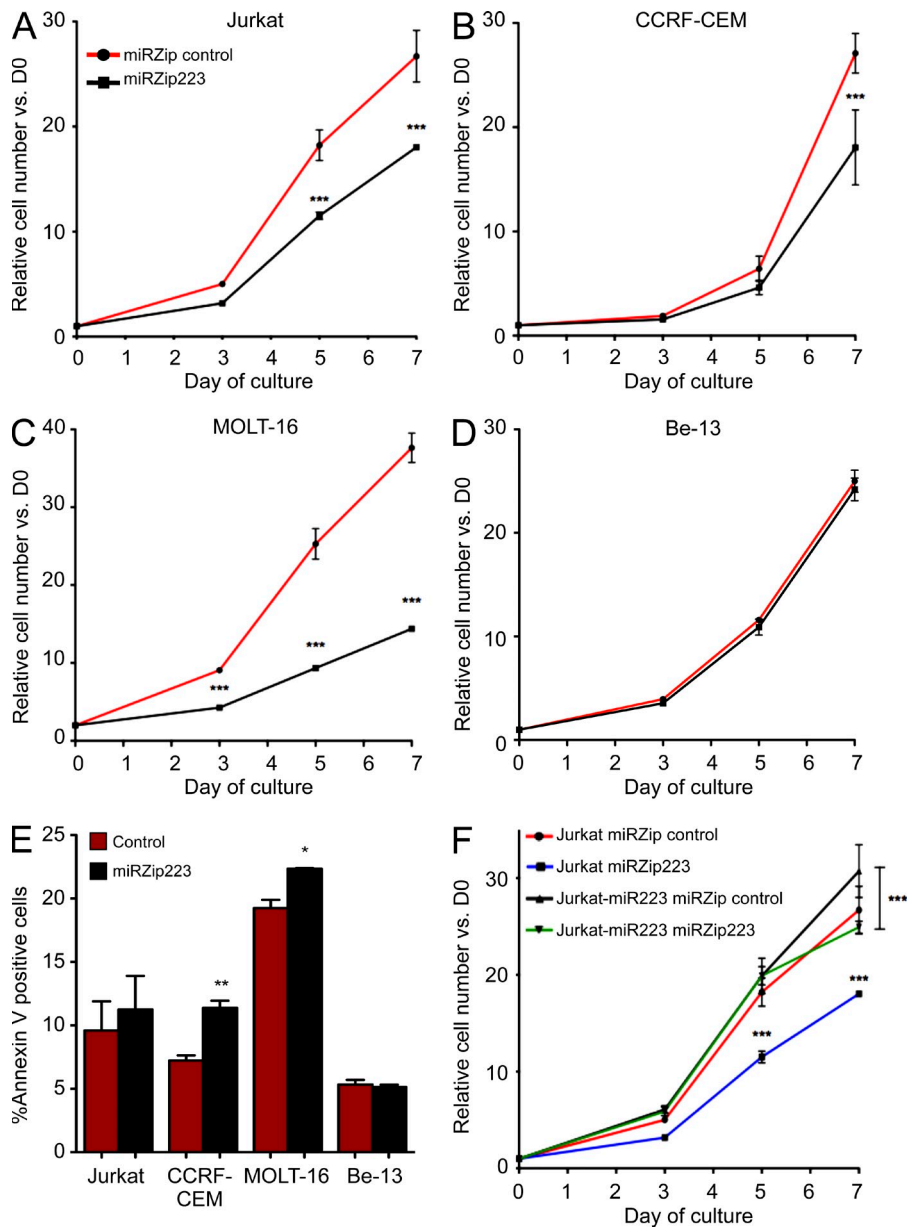 A
Jurkat
miRZip control
miRZip223
Relative cell number vs. D0
30
20
10
0
***
***
0 1 2 3 5 6 7
Day of culture
B
CCRF-CEM
Relative cell number vs. D0
30
20
10
0
***
0 1 2 3 5 6 7
Day of culture
C
MOLT-16
Relative cell number vs. D0
40
30
20
10
0
***
***
***
0 1 2 3 5 6 7
Day of culture
D
Be-13
Relative cell number vs. D0
30
20
10
0
0 1 2 3 5 6 7
Day of culture
E
Control
miRZip223
%Annexin V positive cells
25
20
15
10
5
0
**
*
Jurkat
CCRF-
CEM
MOLT-16
Be-13
F
Jurkat miRZip control
Jurkat miRZip223
Jurkat-miR223 miRZip control
Jurkat-miR223 miRZip223
Relative cell number vs. D0
30
20
10
0
***
***
***
0 1 2 3 5 6 7
Day of culture